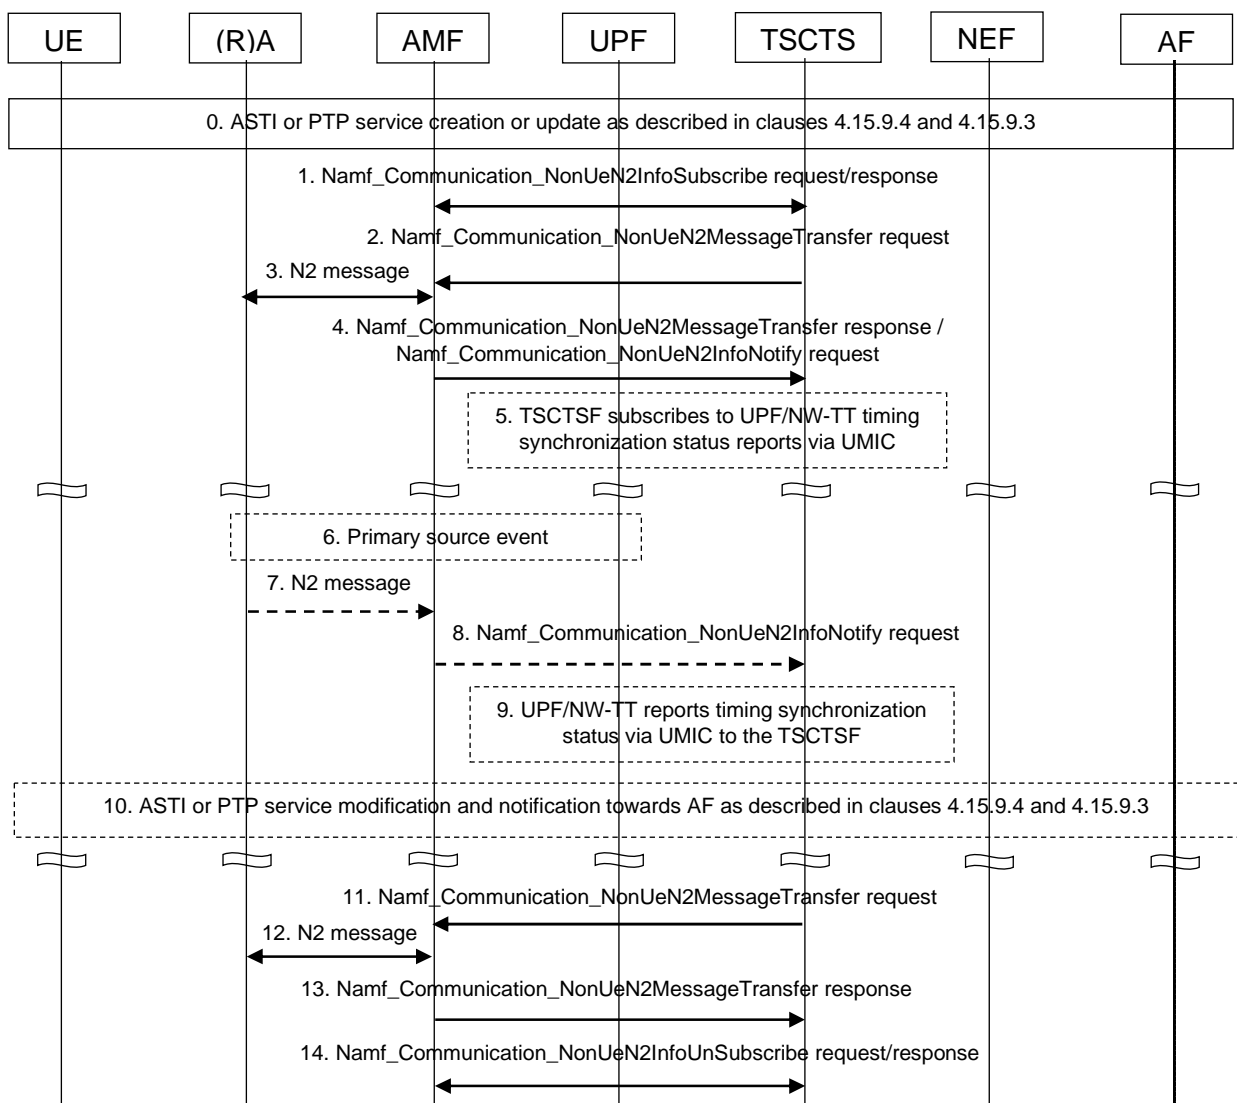 UE
(R)A
AMF
UPF
TSCTS
NEF
AF
0. ASTI or PTP service creation or update as described in clauses 4.15.9.4 and 4.15.9.3
1. Namf_Communication_NonUeN2InfoSubscribe request/response
2. Namf_Communication_NonUeN2MessageTransfer request
3. N2 message
4. Namf_Communication_NonUeN2MessageTransfer response /
Namf_Communication_NonUeN2InfoNotify request
5. TSCTSF subscribes to UPF/NW-TT timing
synchronization status reports via UMIC
6. Primary source event
7. N2 message
8. Namf_Communication_NonUeN2InfoNotify request
9. UPF/NW-TT reports timing synchronization
status via UMIC to the TSCTSF
10. ASTI or PTP service modification and notification towards AF as described in clauses 4.15.9.4 and 4.15.9.3
11. Namf_Communication_NonUeN2MessageTransfer request
12. N2 message
13. Namf_Communication_NonUeN2MessageTransfer response
14. Namf_Communication_NonUeN2InfoUnSubscribe request/response